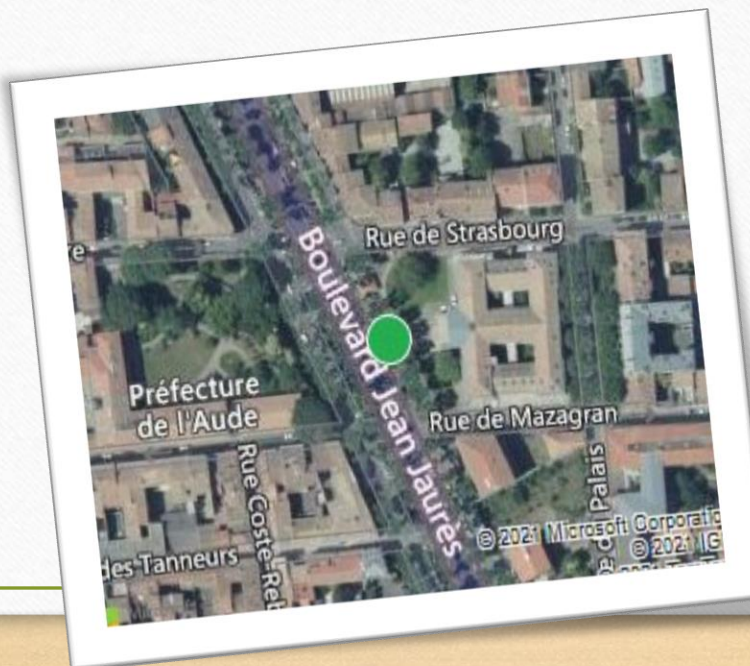 Rue de Strasbourg
Boulevard Jean Jaurès
Préfecture
de l'Aude
Rue de Mazagran
Rue Coste-Reb
Palais
des Tanneurs
© 2021 Microsoft Corporatio
© 2021 IG